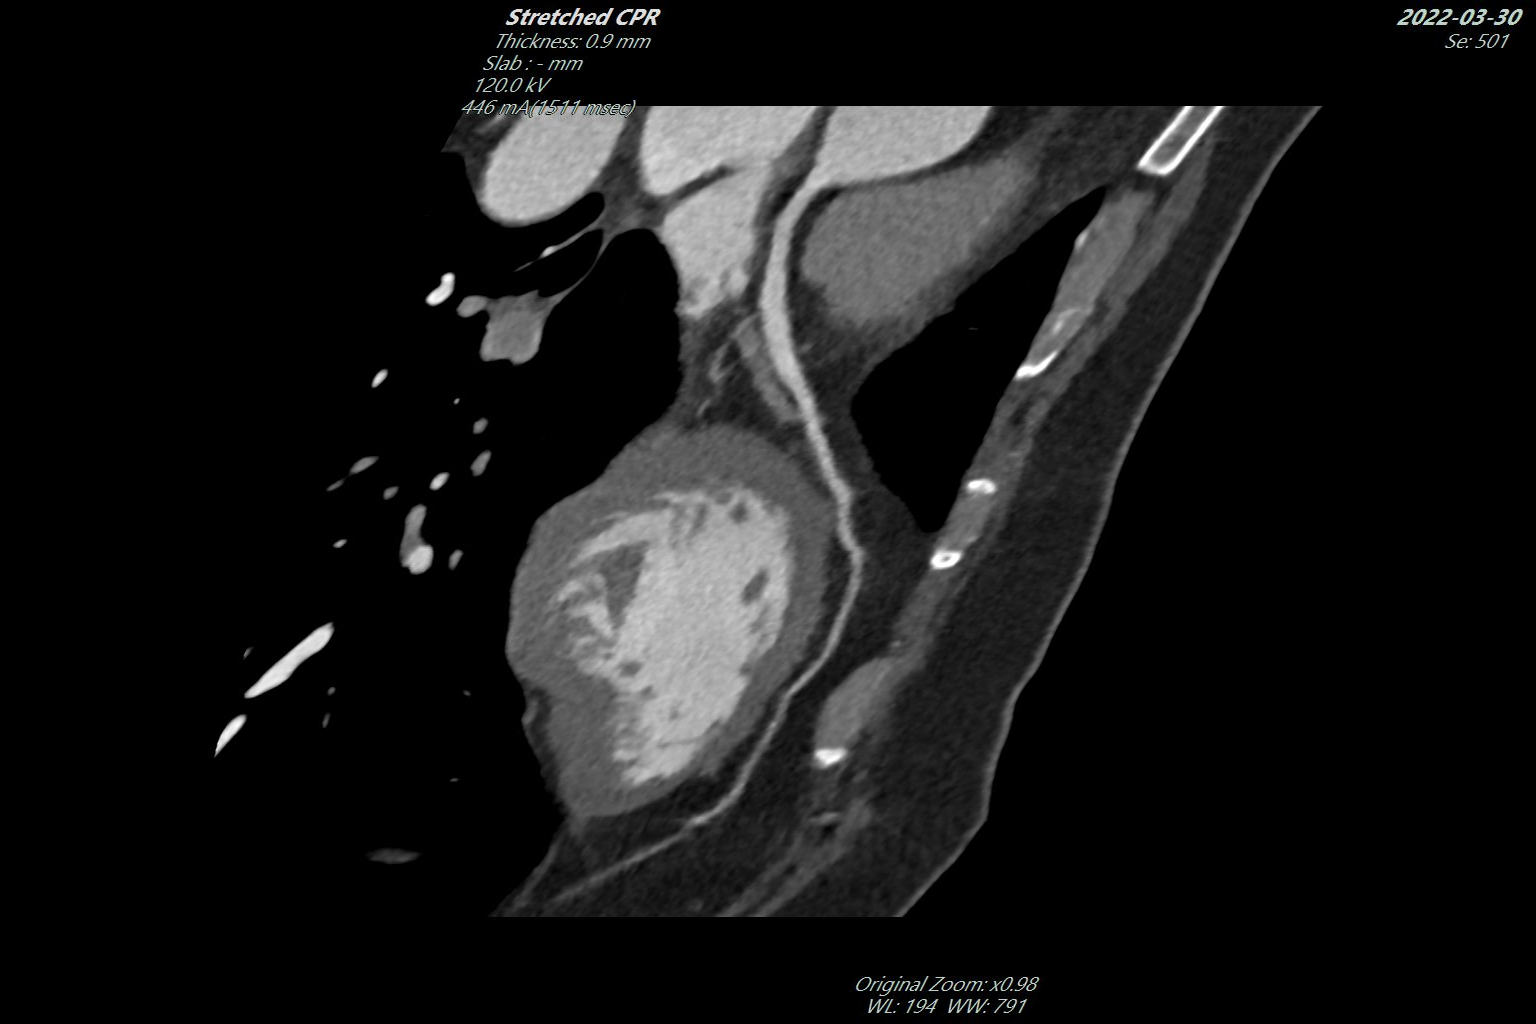 Stretched CPR
Thickness: 0.9 mm
Slab : - mm
120.0 kV
446 mA(1511 msec)
2022-03-30
Se: 501
Original Zoom: x0.98
WL: 194 WW: 791